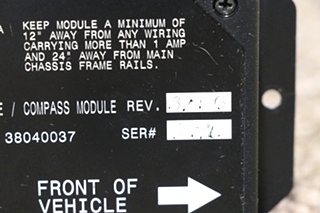 KEEP MODULE A MINIMUM OF
12" AWAY FROM ANY WIRING
CARRYING MORE THAN 1 AMP
AND 24" AWAY FROM MAIN
CHASSIS FRAME RAILS.
/ COMPASS MODULE REV.
38040037 SER#
FRONT OF
VEHICLE